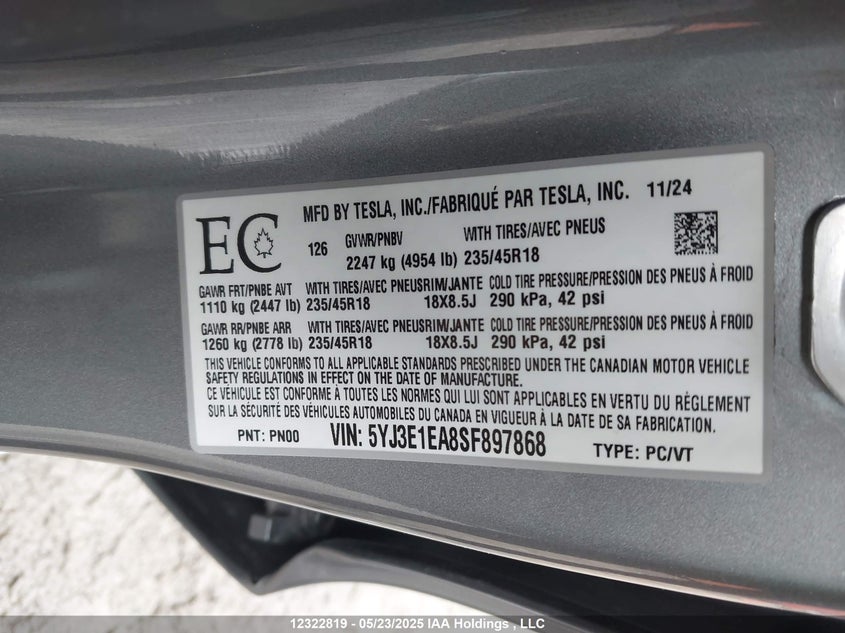 MFD BY TESLA, INC./FABRIQUÉ PAR TESLA, INC. 11/24
EC
126 GVWR/PNBV WITH TIRES/AVEC PNEUS
2247 kg (4954 lb) 235/45R18
GAWR FRT/PNBE AVT WITH TIRES/AVEC PNEUS RIM/JANTE COLD TIRE PRESSURE/PRESSION DES PNEUS À FROID
1110 kg (2447 lb) 235/45R18 18X8.5J 290 kPa, 42 psi
GAWR RR/PNBE ARR WITH TIRES/AVEC PNEUS RIM/JANTE COLD TIRE PRESSURE/PRESSION DES PNEUS À FROID
1260 kg (2778 lb) 235/45R18 18X8.5J 290 kPa, 42 psi
THIS VEHICLE CONFORMS TO ALL APPLICABLE STANDARDS PRESCRIBED UNDER THE CANADIAN MOTOR VEHICLE
SAFETY REGULATIONS IN EFFECT ON THE DATE OF MANUFACTURE.
CE VÉHICULE EST CONFORME À TOUTES LES NORMES QUI LUI SONT APPLICABLES EN VERTU DU RÈGLEMENT
SUR LA SÉCURITÉ DES VÉHICULES AUTOMOBILES DU CANADA EN VIGUEUR À LA DATE DE SA FABRICATION.
PNT: PN00 VIN: 5YJ3E1EA8SF897868 TYPE: PC/VT
12322819 - 05/23/2025 IAA Holdings , LLC